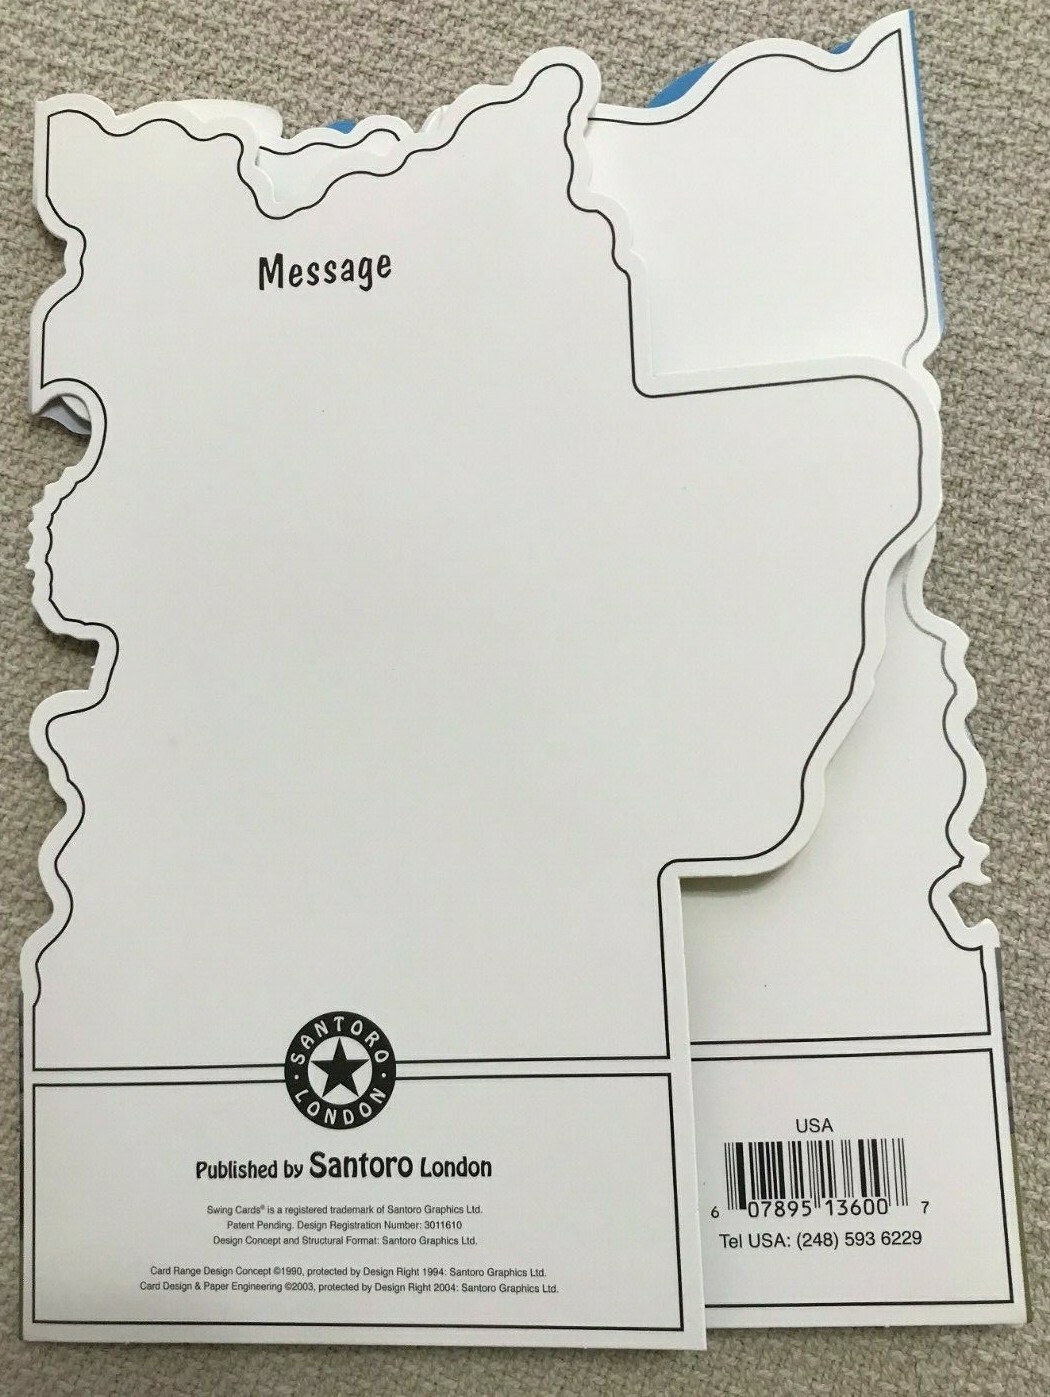 Message
SANTORO
LONDON
Published by Santoro London
Swing Cards® is a registered trademark of Santoro Graphics Ltd.
Patent Pending. Design Registration Number: 3011610
Design Concept and Structural Format: Santoro Graphics Ltd.
Card Range Design Concept ©1990, protected by Design Right 1994: Santoro Graphics Ltd.
Card Design & Paper Engineering ©2003, protected by Design Right 2004: Santoro Graphics Ltd.
USA
6 07895 13600 7
Tel USA: (248) 593 6229